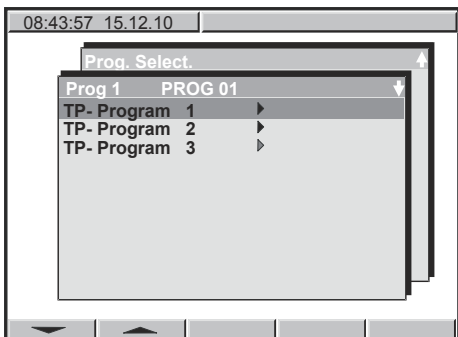 08:43:57 15.12.10
Prog. Select.
Prog 1 PROG 01
TP- Program 1
TP- Program 2
TP- Program 3